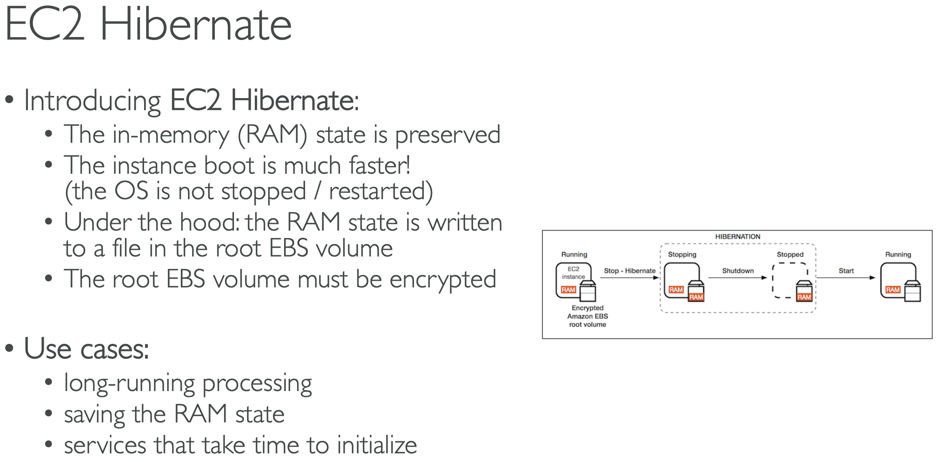 EC2 Hibernate
• Introducing EC2 Hibernate:
• The in-memory (RAM) state is preserved
• The instance boot is much faster!
(the OS is not stopped / restarted)
• Under the hood: the RAM state is written
to a file in the root EBS volume
• The root EBS volume must be encrypted
• Use cases:
• long-running processing
• saving the RAM state
• services that take time to initialize
HIBERNATION
Running
Stopping
Stopped
Running
EC2
instance
Stop - Hibernate
Shutdown
Start
RAM
RAM
RAM
RAM
RAM
Encrypted
Amazon EBS
root volume